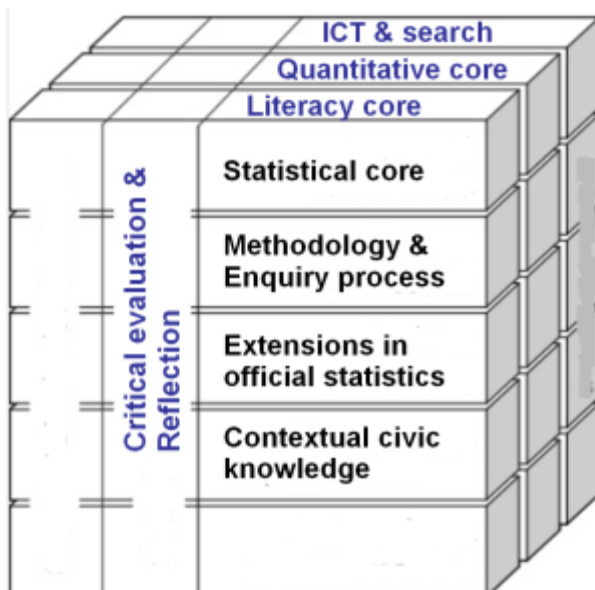 ICT & search
Quantitative core
Literacy core
Critical evaluation &
Reflection
Statistical core
Methodology &
Enquiry process
Extensions in
official statistics
Contextual civic
knowledge